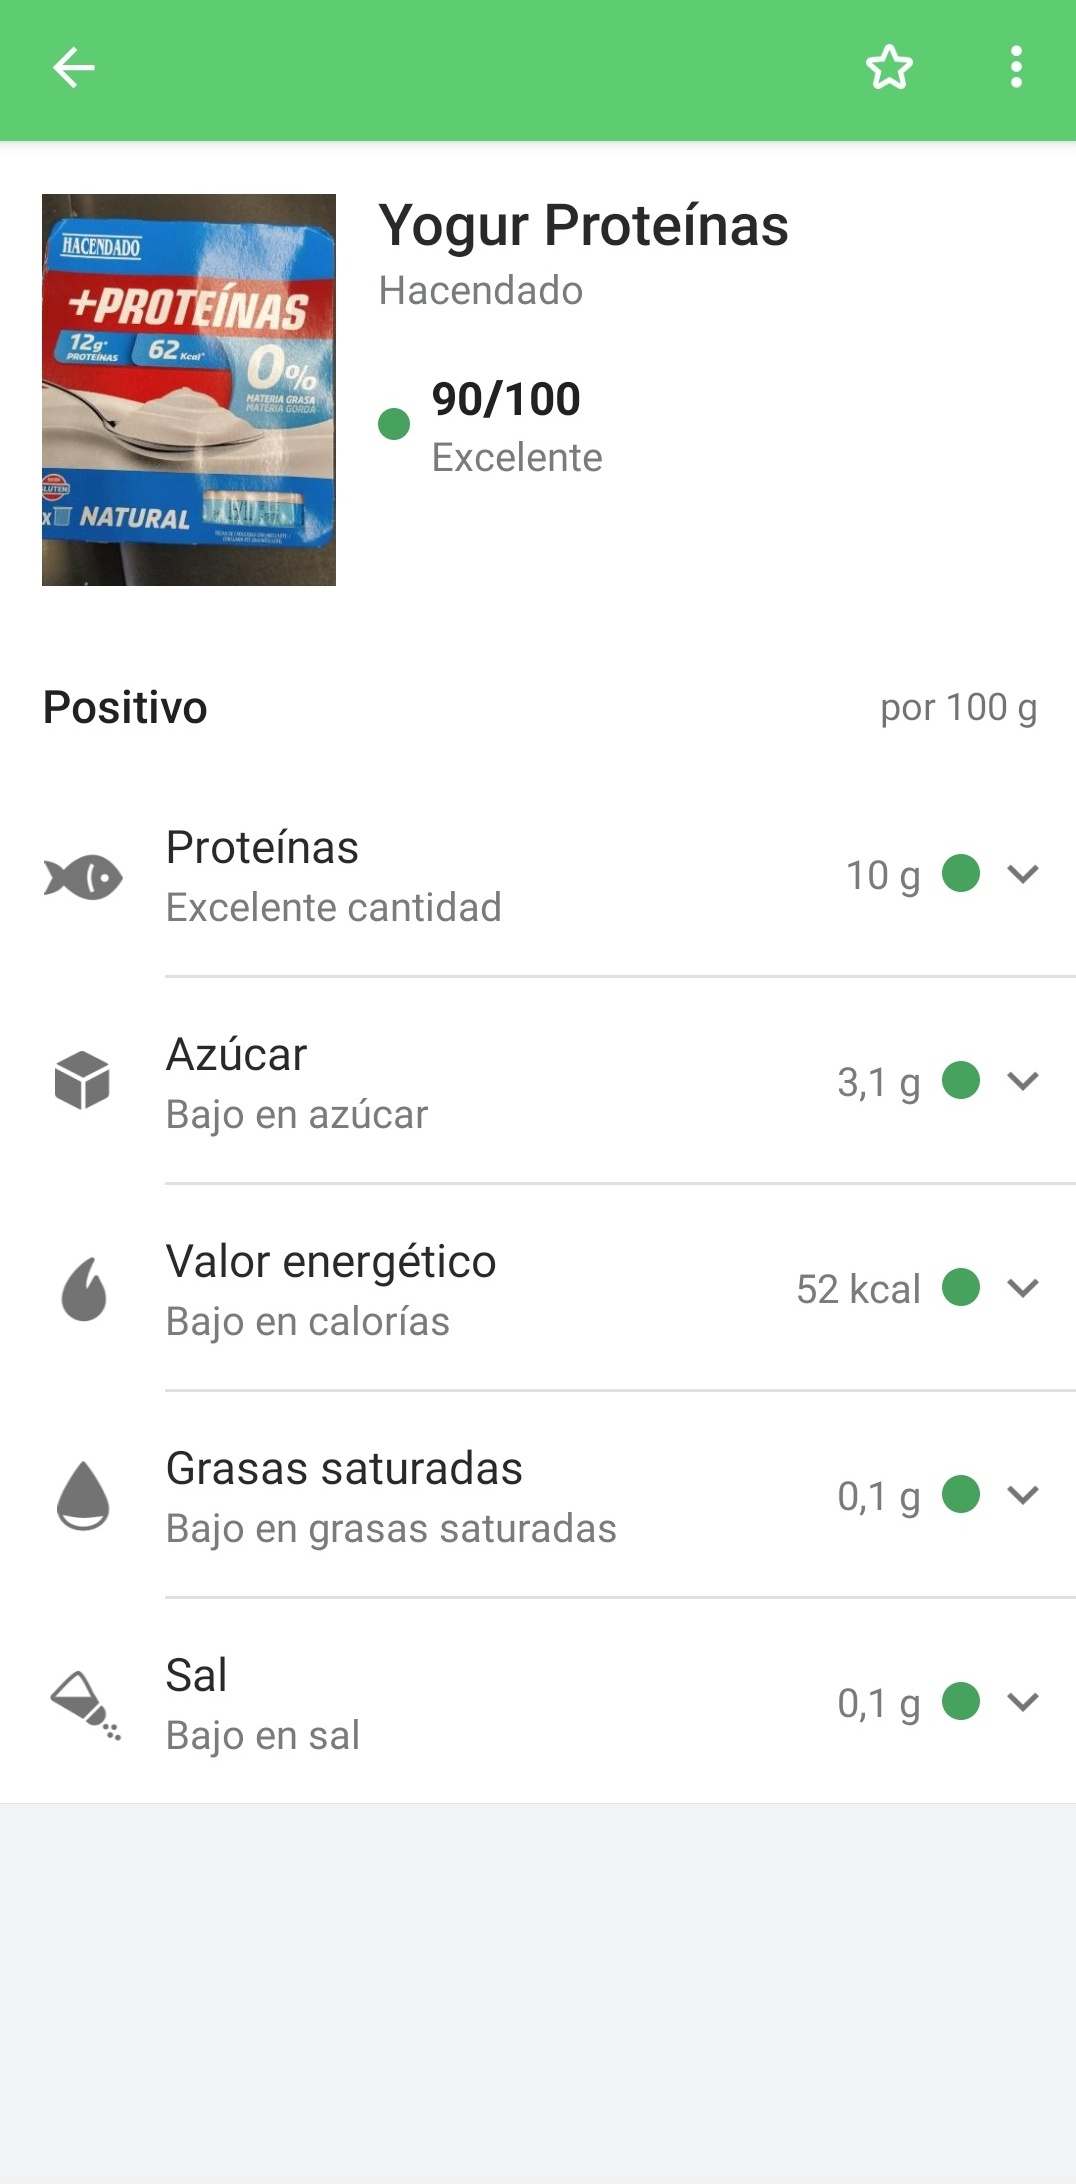 Yogur Proteínas
Hacendado
90/100
Excelente
HACENDADO
+PROTEÍNAS
12g*
PROTEÍNAS
62 Kcal*
0%
MATERIA GRASA
MATERIA GORDA
GLUTEN
NATURAL
Positivo
por 100 g
Proteínas
10 g
Excelente cantidad
Azúcar
3,1 g
Bajo en azúcar
Valor energético
52 kcal
Bajo en calorías
Grasas saturadas
0,1 g
Bajo en grasas saturadas
Sal
0,1 g
Bajo en sal